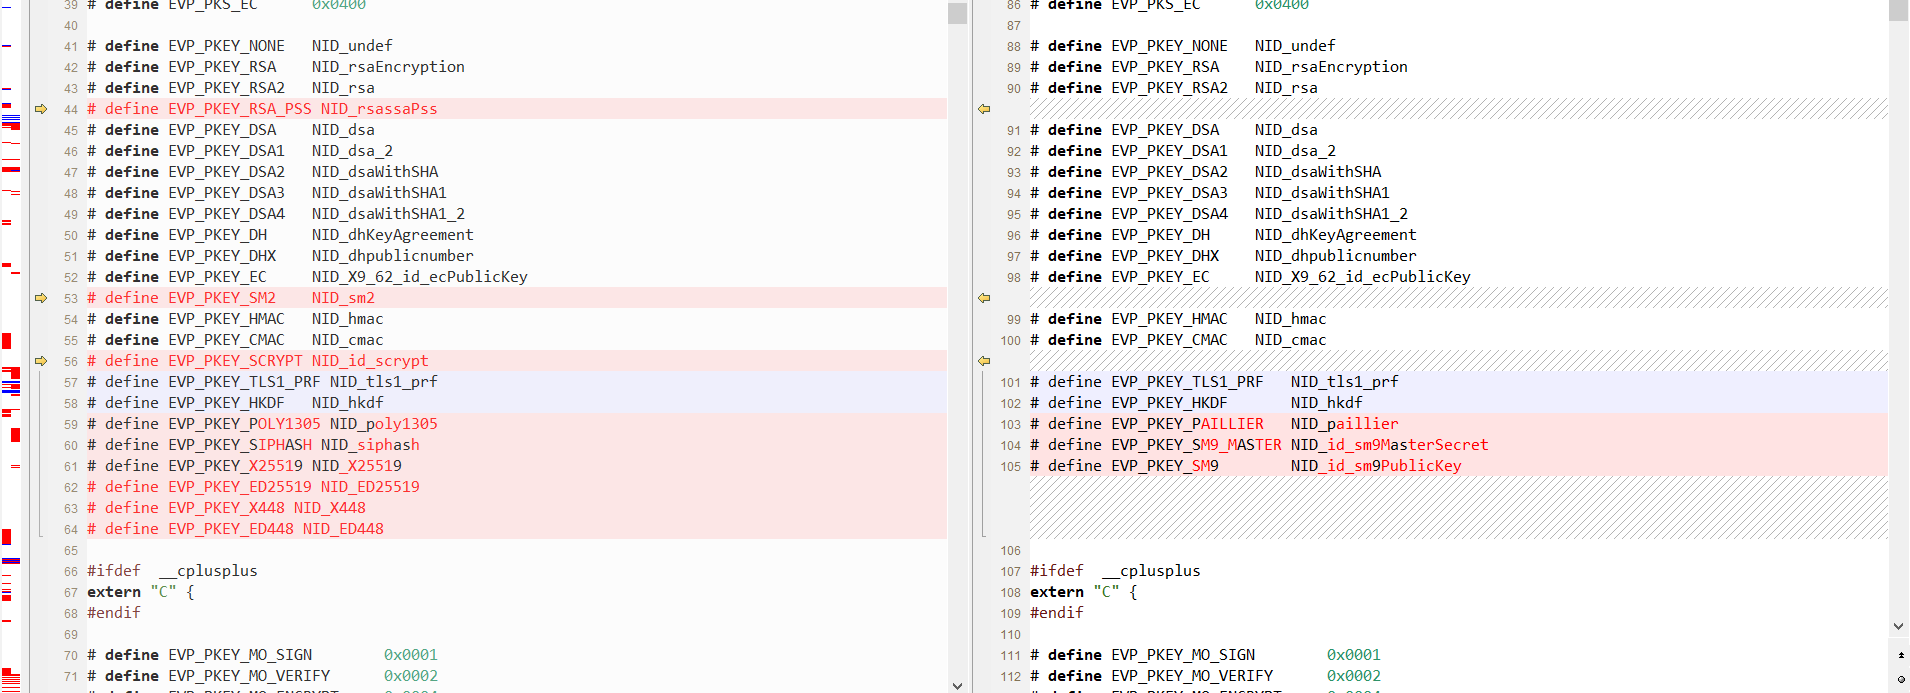 39 # define EVP_PKS_EC      0x0400
40
41 # define EVP_PKEY_NONE   NID_undef
42 # define EVP_PKEY_RSA    NID_rsaEncryption
43 # define EVP_PKEY_RSA2   NID_rsa
44 # define EVP_PKEY_RSA_PSS NID_rsassaPss
45 # define EVP_PKEY_DSA    NID_dsa
46 # define EVP_PKEY_DSA1   NID_dsa_2
47 # define EVP_PKEY_DSA2   NID_dsaWithSHA
48 # define EVP_PKEY_DSA3   NID_dsaWithSHA1
49 # define EVP_PKEY_DSA4   NID_dsaWithSHA1_2
50 # define EVP_PKEY_DH     NID_dhKeyAgreement
51 # define EVP_PKEY_DHX    NID_dhpublicnumber
52 # define EVP_PKEY_EC     NID_X9_62_id_ecPublicKey
53 # define EVP_PKEY_SM2    NID_sm2
54 # define EVP_PKEY_HMAC   NID_hmac
55 # define EVP_PKEY_CMAC   NID_cmac
56 # define EVP_PKEY_SCRYPT NID_id_scrypt
57 # define EVP_PKEY_TLS1_PRF NID_tls1_prf
58 # define EVP_PKEY_HKDF   NID_hkdf
59 # define EVP_PKEY_POLY1305 NID_poly1305
60 # define EVP_PKEY_SIPHASH NID_siphash
61 # define EVP_PKEY_X25519 NID_X25519
62 # define EVP_PKEY_ED25519 NID_ED25519
63 # define EVP_PKEY_X448 NID_X448
64 # define EVP_PKEY_ED448 NID_ED448
65
66 #ifdef  __cplusplus
67 extern "C" {
68 #endif
69
70 # define EVP_PKEY_MO_SIGN        0x0001
71 # define EVP_PKEY_MO_VERIFY      0x0002
86 # define EVP_PKS_EC      0x0400
87
88 # define EVP_PKEY_NONE   NID_undef
89 # define EVP_PKEY_RSA    NID_rsaEncryption
90 # define EVP_PKEY_RSA2   NID_rsa
91 # define EVP_PKEY_DSA    NID_dsa
92 # define EVP_PKEY_DSA1   NID_dsa_2
93 # define EVP_PKEY_DSA2   NID_dsaWithSHA
94 # define EVP_PKEY_DSA3   NID_dsaWithSHA1
95 # define EVP_PKEY_DSA4   NID_dsaWithSHA1_2
96 # define EVP_PKEY_DH     NID_dhKeyAgreement
97 # define EVP_PKEY_DHX    NID_dhpublicnumber
98 # define EVP_PKEY_EC     NID_X9_62_id_ecPublicKey
99 # define EVP_PKEY_HMAC   NID_hmac
100 # define EVP_PKEY_CMAC   NID_cmac
101 # define EVP_PKEY_TLS1_PRF   NID_tls1_prf
102 # define EVP_PKEY_HKDF       NID_hkdf
103 # define EVP_PKEY_PAILLIER   NID_paillier
104 # define EVP_PKEY_SM9_MASTER NID_id_sm9MasterSecret
105 # define EVP_PKEY_SM9        NID_id_sm9PublicKey
106
107 #ifdef  __cplusplus
108 extern "C" {
109 #endif
110
111 # define EVP_PKEY_MO_SIGN        0x0001
112 # define EVP_PKEY_MO_VERIFY      0x0002